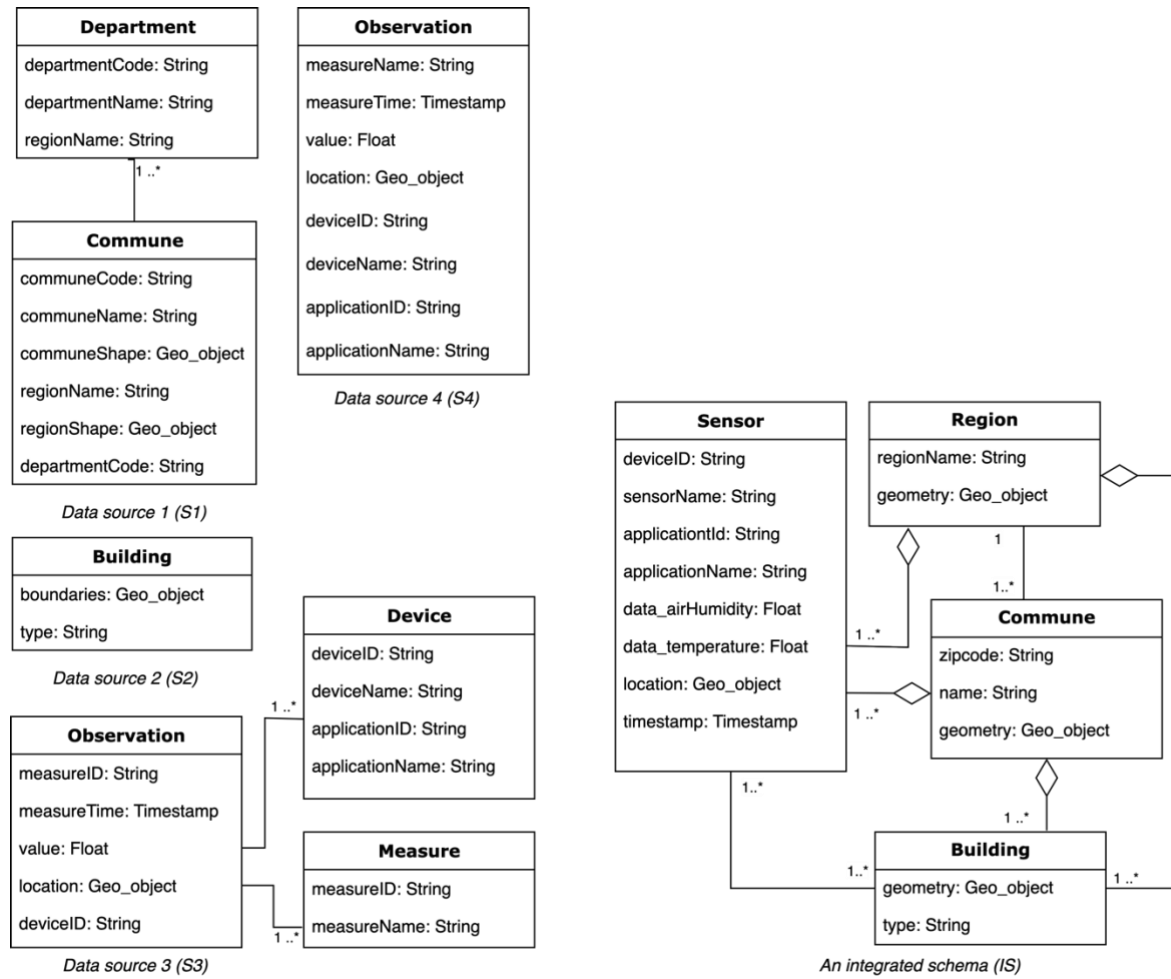 Department
departmentCode: String
departmentName: String
regionName: String
1 ..*
Commune
communeCode: String
communeName: String
communeShape: Geo_object
regionName: String
regionShape: Geo_object
departmentCode: String
Data source 1 (S1)
Observation
measureName: String
measureTime: Timestamp
value: Float
location: Geo_object
deviceID: String
deviceName: String
applicationID: String
applicationName: String
Data source 4 (S4)
Building
boundaries: Geo_object
type: String
Data source 2 (S2)
Observation
measureID: String
measureTime: Timestamp
value: Float
location: Geo_object
deviceID: String
Data source 3 (S3)
1 ..*
Device
deviceID: String
deviceName: String
applicationID: String
applicationName: String
1 ..*
Measure
measureID: String
measureName: String
Sensor
deviceID: String
sensorName: String
applicationtId: String
applicationName: String
data_airHumidity: Float
data_temperature: Float
location: Geo_object
timestamp: Timestamp
1 ..*
1 ..*
1..*
Region
regionName: String
geometry: Geo_object
1
1..*
Commune
zipcode: String
name: String
geometry: Geo_object
1 ..*
1..*
Building
geometry: Geo_object
type: String
1 ..*
An integrated schema (IS)